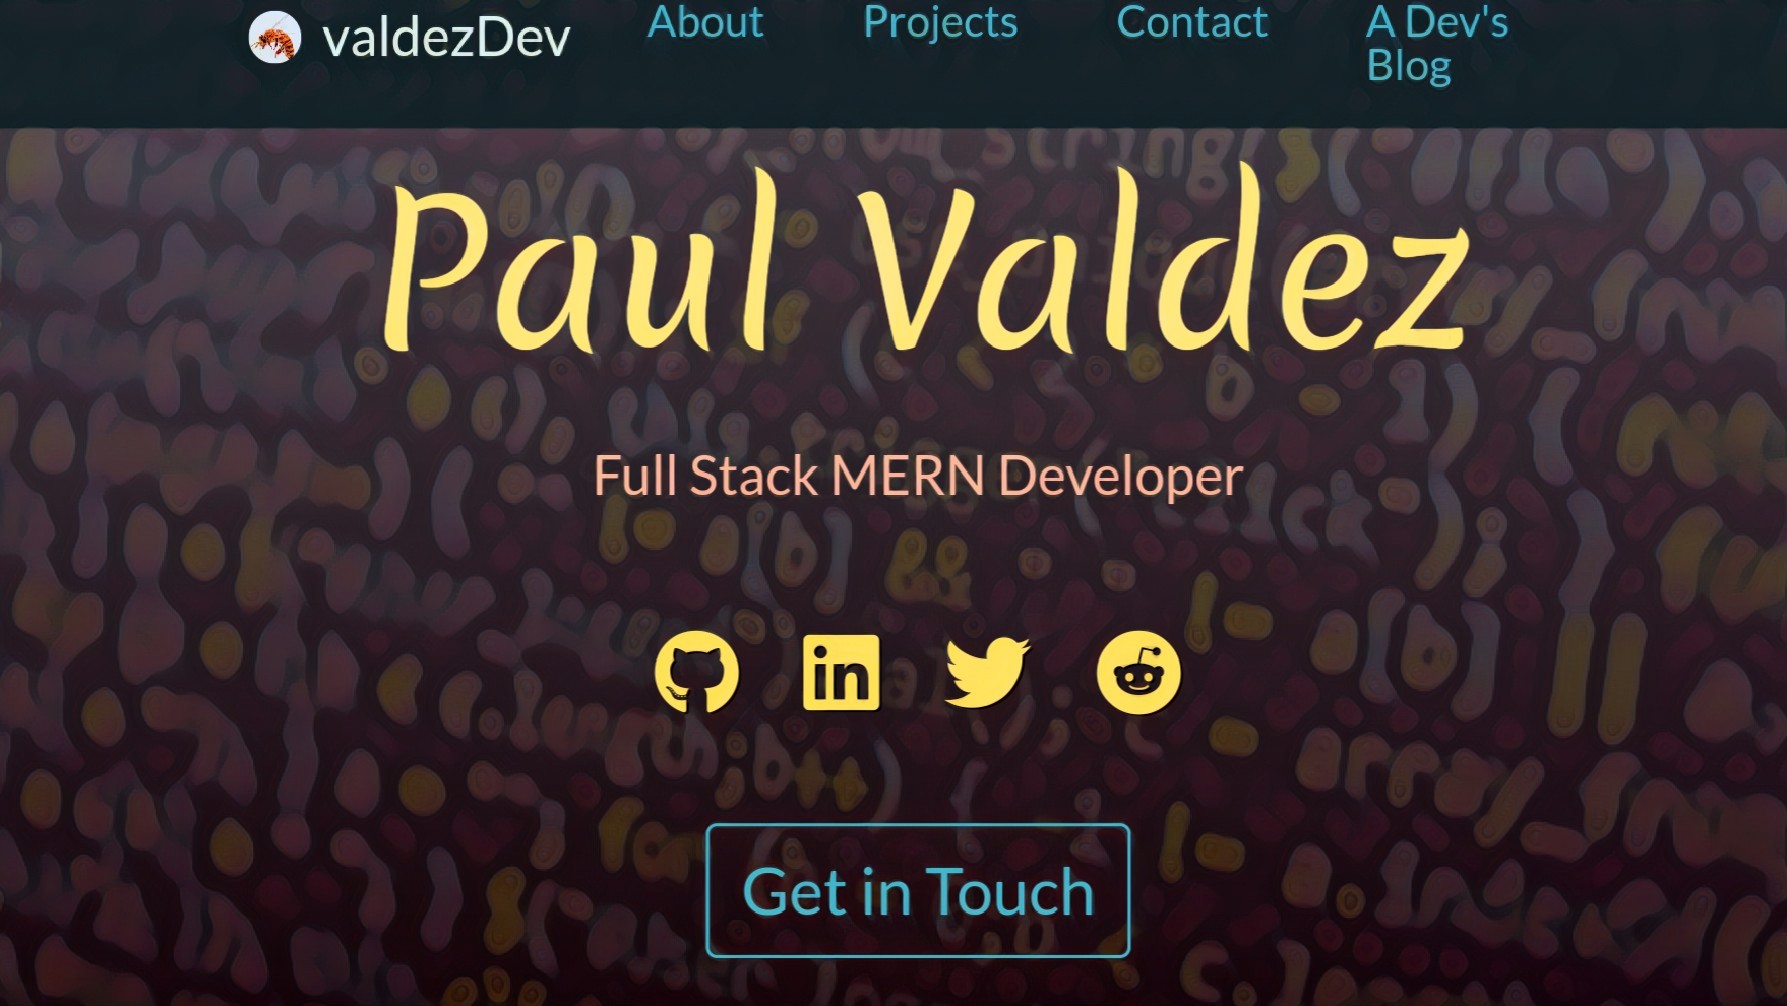 valdezDev
About
Projects
Contact
A Dev's
Blog
Paul Valdez
Full Stack MERN Developer
in
Get in Touch